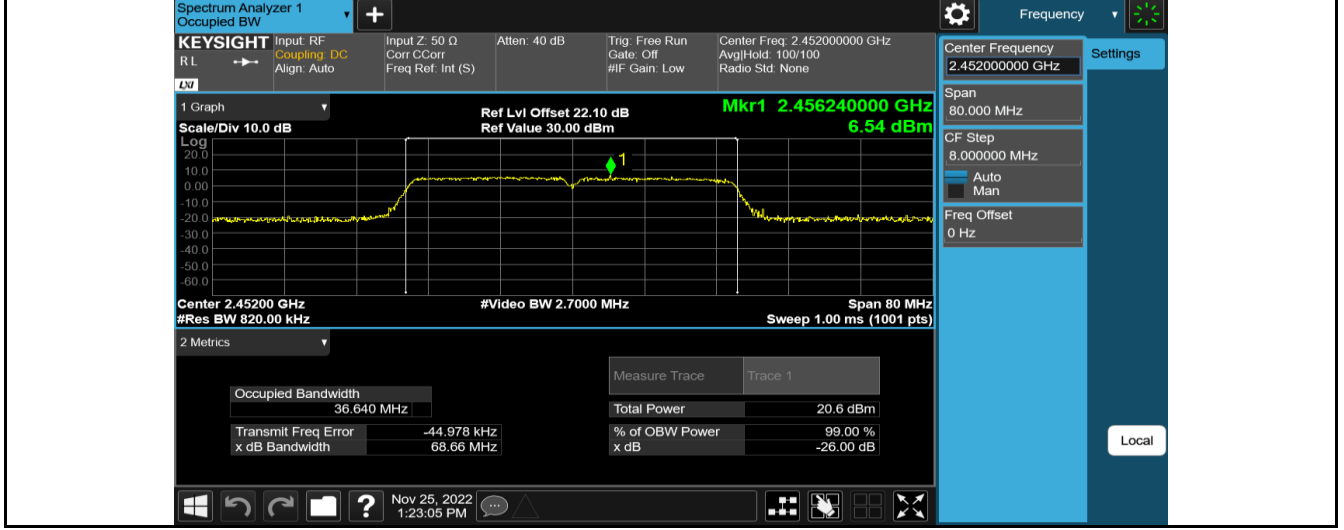 Spectrum Analyzer 1
Occupied BW
Frequency
KEYSIGHT
R L
LXI
Input: RF
Coupling: DC
Align: Auto
Input Z: 50 Ω
Corr CCorr
Freq Ref: Int (S)
Atten: 40 dB
Trig: Free Run
Gate: Off
#IF Gain: Low
Center Freq: 2.452000000 GHz
Avg|Hold: 100/100
Radio Std: None
Center Frequency
2.452000000 GHz
Settings
Span
80.000 MHz
CF Step
8.000000 MHz
Auto
Man
Freq Offset
0 Hz
Local
1 Graph
Scale/Div 10.0 dB
Ref Lvl Offset 22.10 dB
Ref Value 30.00 dBm
Mkr1 2.456240000 GHz
6.54 dBm
Log
20.0
10.0
0.00
-10.0
-20.0
-30.0
-40.0
-50.0
-60.0
1
Center 2.45200 GHz
#Res BW 820.00 kHz
#Video BW 2.7000 MHz
Span 80 MHz
Sweep 1.00 ms (1001 pts)
2 Metrics
Measure Trace Trace 1
Occupied Bandwidth
36.640 MHz
Total Power 20.6 dBm
Transmit Freq Error -44.978 kHz
% of OBW Power 99.00 %
x dB Bandwidth 68.66 MHz
x dB -26.00 dB
Nov 25, 2022
1:23:05 PM